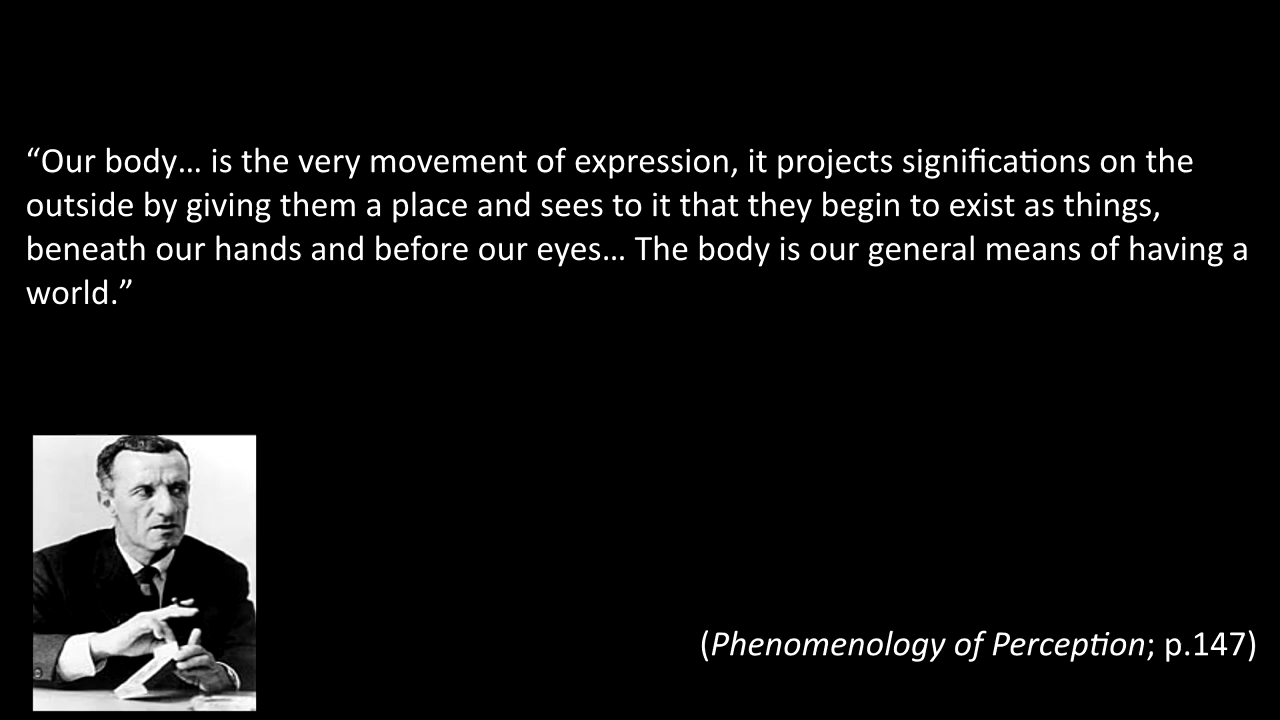 “Our body… is the very movement of expression, it projects significations on the
outside by giving them a place and sees to it that they begin to exist as things,
beneath our hands and before our eyes… The body is our general means of having a
world.”
(Phenomenology of Perception; p.147)